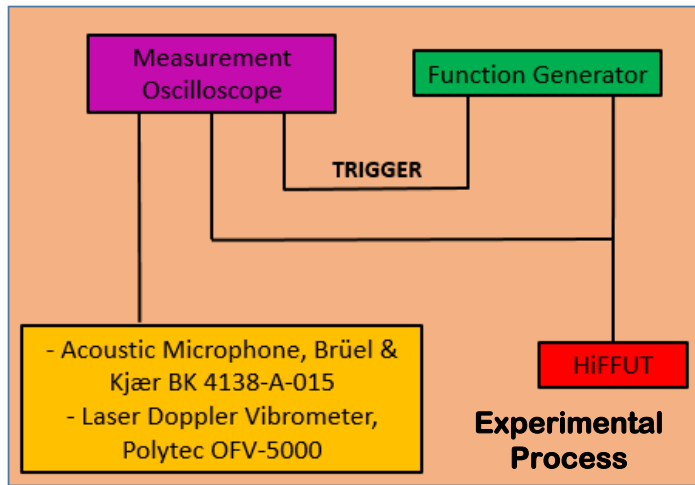 Measurement
Oscilloscope
Function Generator
TRIGGER
- Acoustic Microphone, Brüel &
Kjær BK 4138-A-015
- Laser Doppler Vibrometer,
Polytec OFV-5000
HiFFUT
Experimental
Process